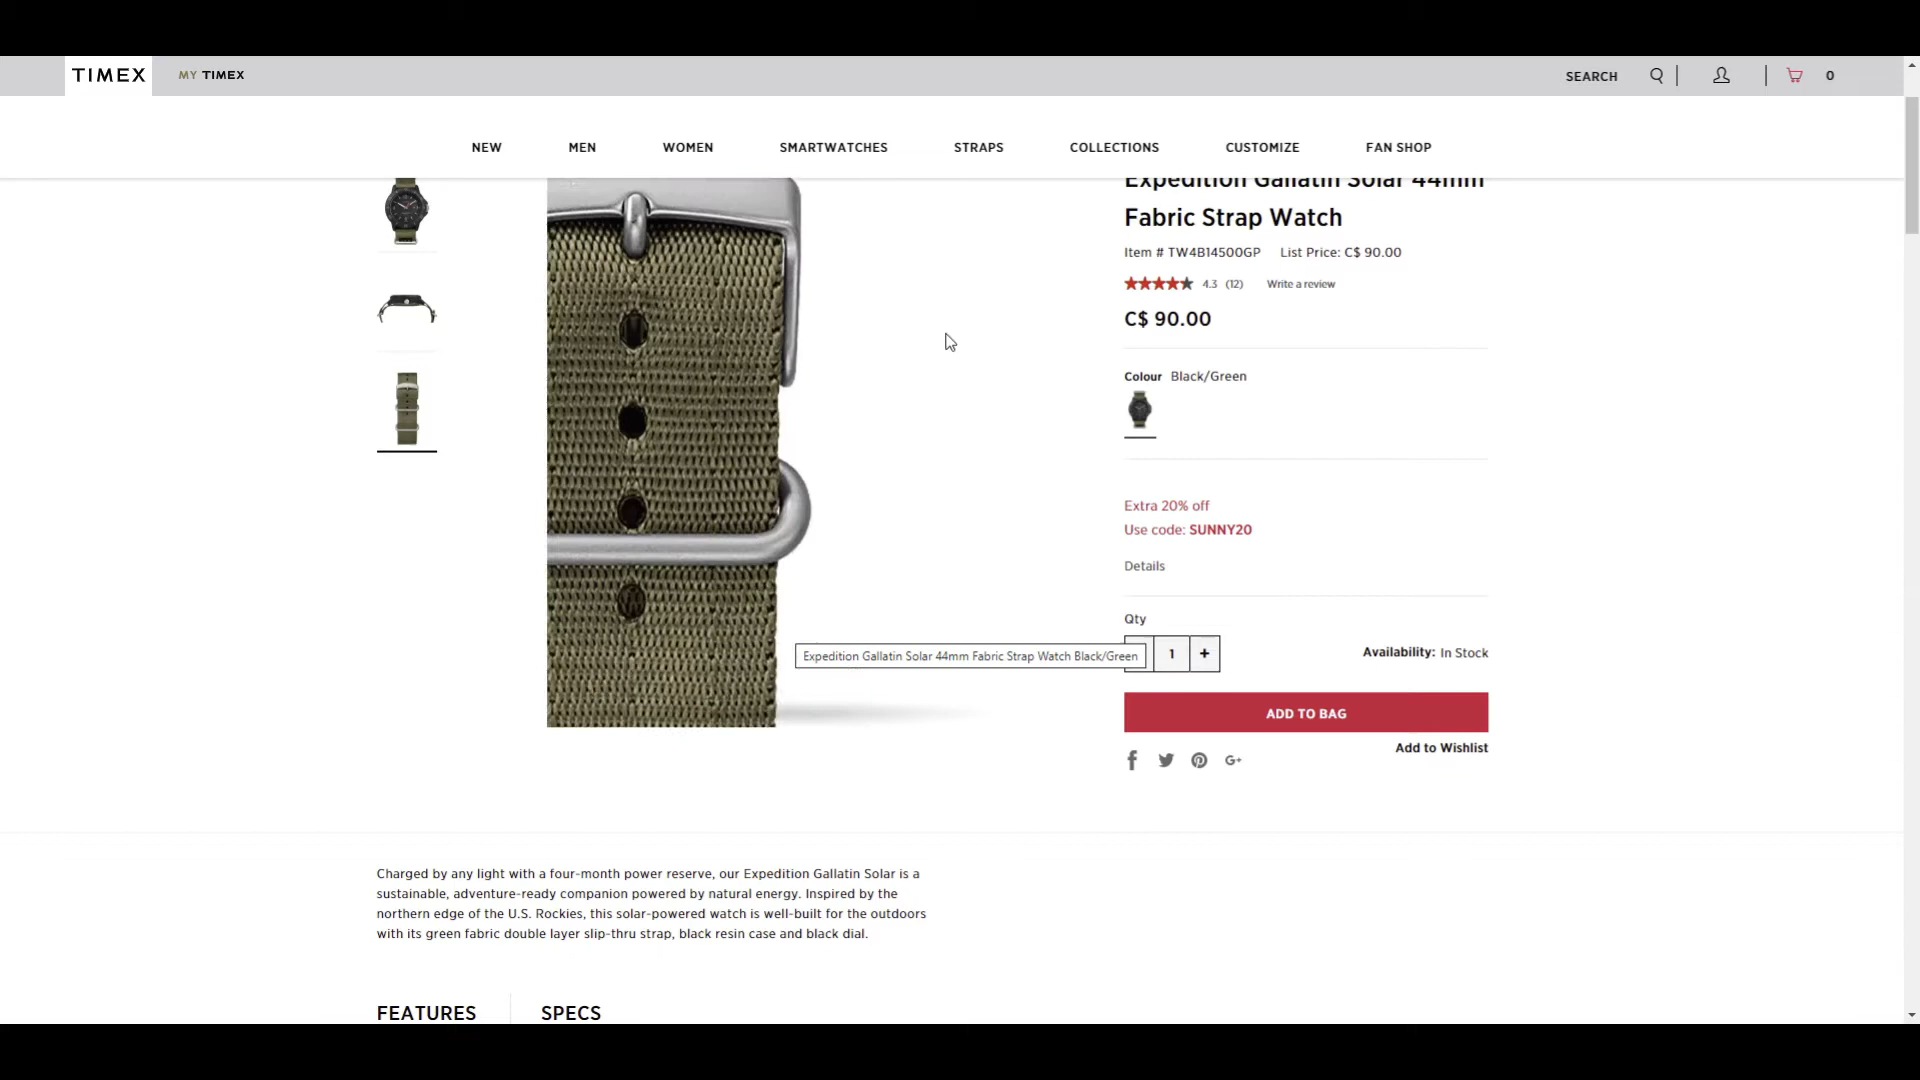 TIMEX
MY TIMEX
SEARCH
0
NEW
MEN
WOMEN
SMARTWATCHES
STRAPS
COLLECTIONS
CUSTOMIZE
FAN SHOP
Expedition Gallatin Solar 44mm
Fabric Strap Watch
Item # TW4B14500GP
List Price: C$ 90.00
4.3 (12)
Write a review
C$ 90.00
Colour Black/Green
Extra 20% off
Use code: SUNNY20
Details
Qty
Expedition Gallatin Solar 44mm Fabric Strap Watch Black/Green
1
+
Availability: In Stock
ADD TO BAG
Add to Wishlist
G+
Charged by any light with a four-month power reserve, our Expedition Gallatin Solar is a
sustainable, adventure-ready companion powered by natural energy. Inspired by the
northern edge of the U.S. Rockies, this solar-powered watch is well-built for the outdoors
with its green fabric double layer slip-thru strap, black resin case and black dial.
FEATURES
SPECS